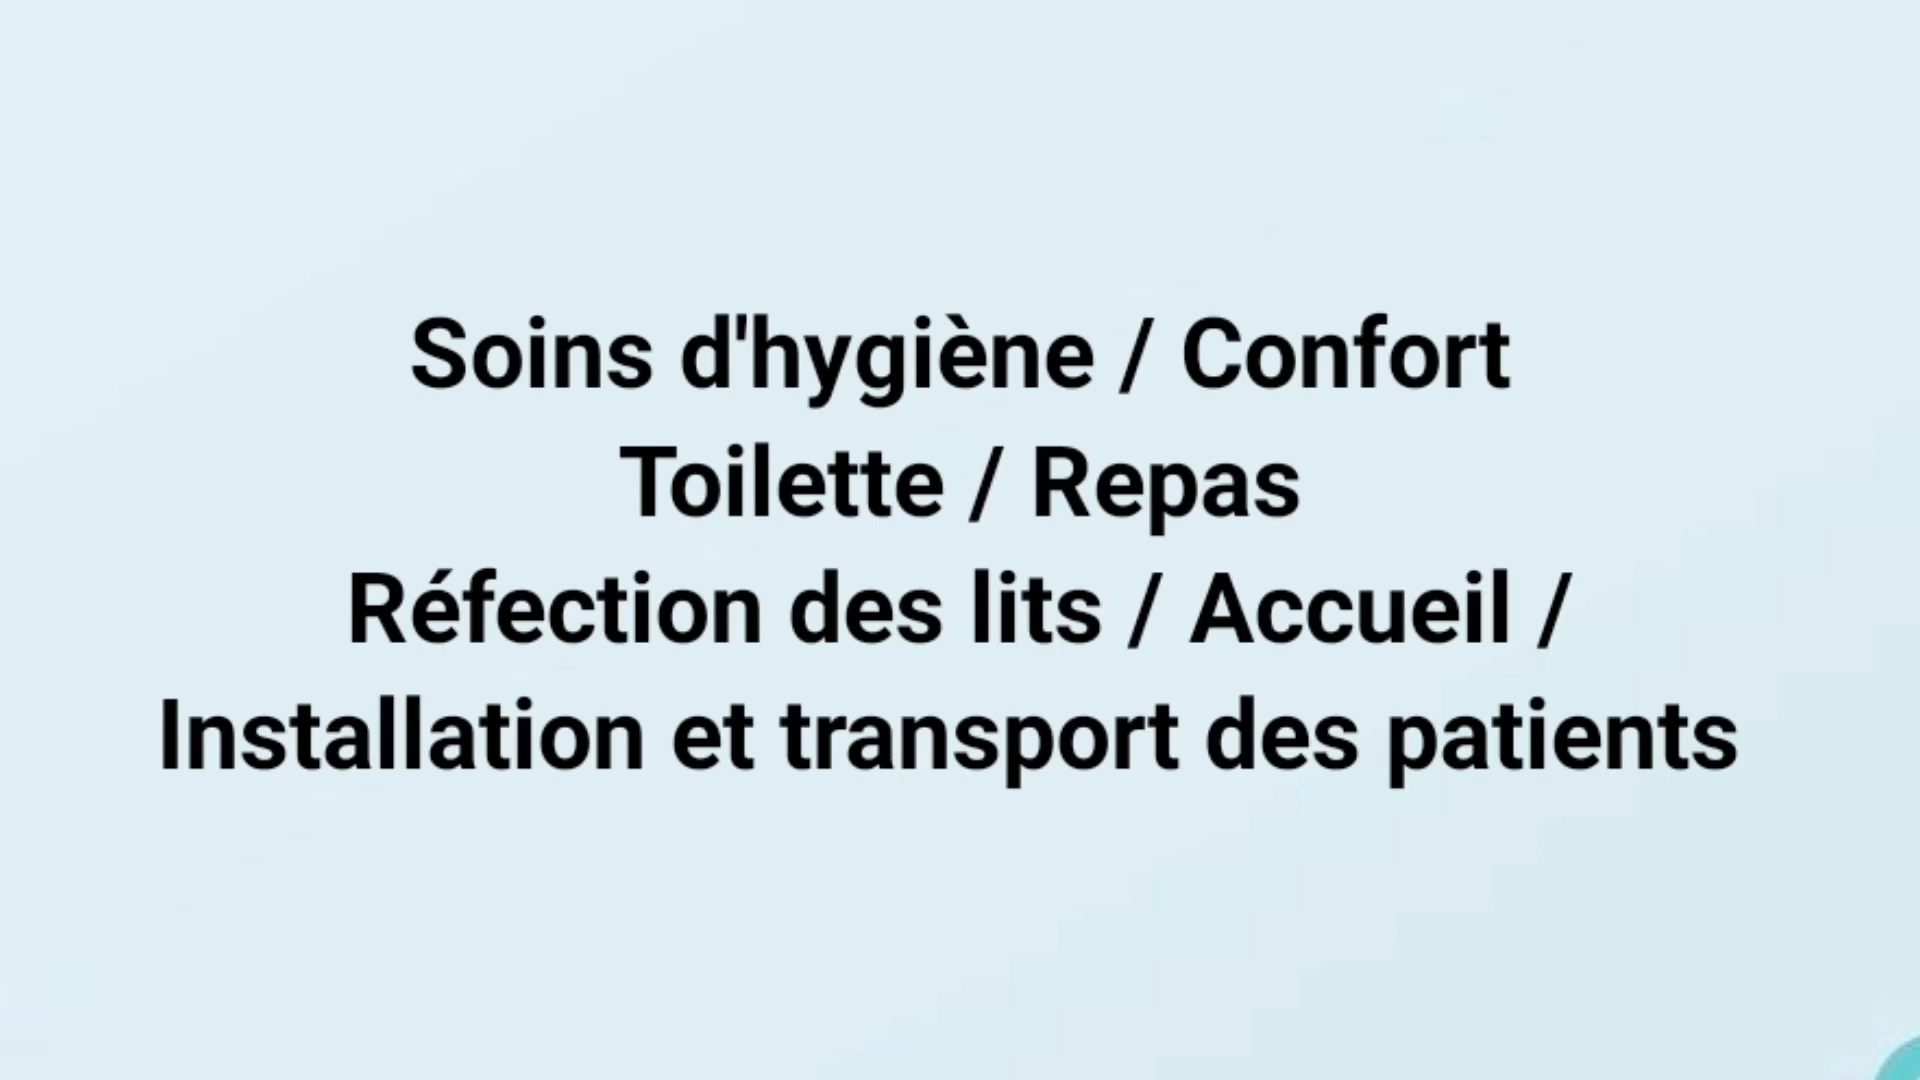 Soins d'hygiène / Confort
Toilette / Repas
Réfection des lits / Accueil /
Installation et transport des patients